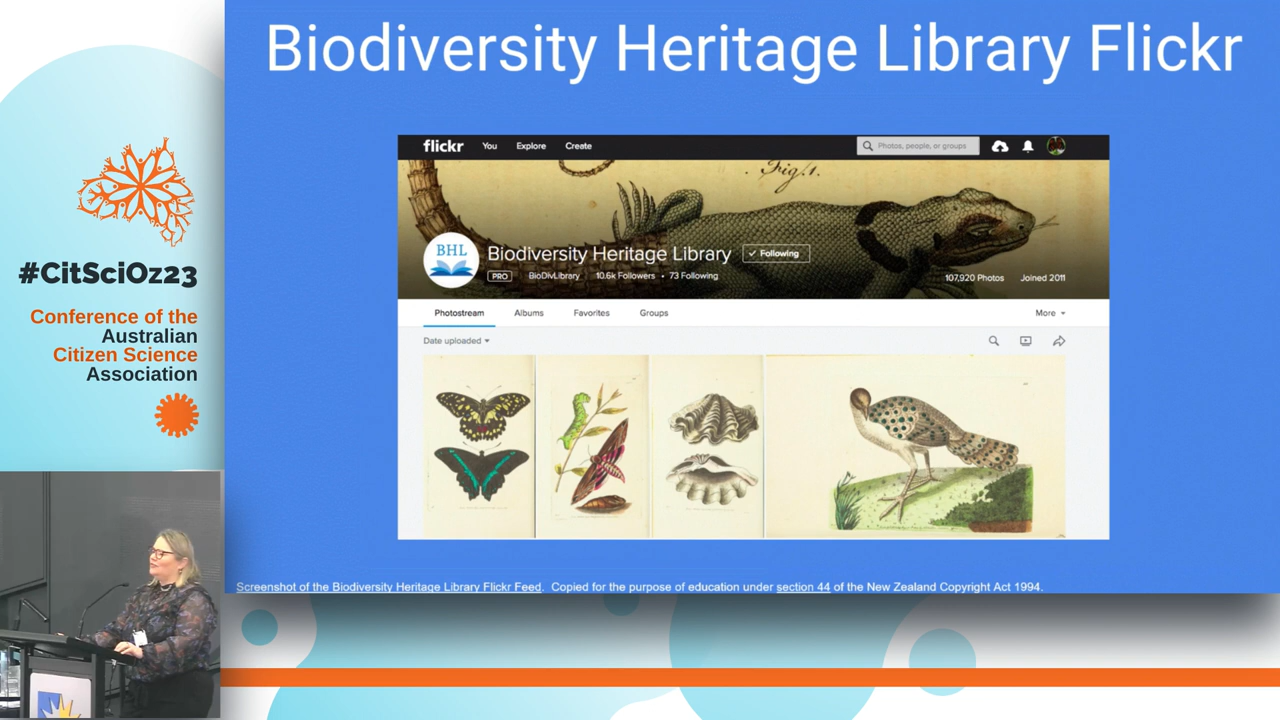 Biodiversity Heritage Library Flickr
flickr You Explore Create Photos, people, or groups
Fig. 1.
BHL
Biodiversity Heritage Library ✓ Following
PRO BioDivLibrary 10.6k Followers • 73 Following 107,920 Photos Joined 2011
Photostream Albums Favorites Groups More
Date uploaded
Screenshot of the Biodiversity Heritage Library Flickr Feed. Copied for the purpose of education under section 44 of the New Zealand Copyright Act 1994.
#CitSciOz23
Conference of the
Australian
Citizen Science
Association